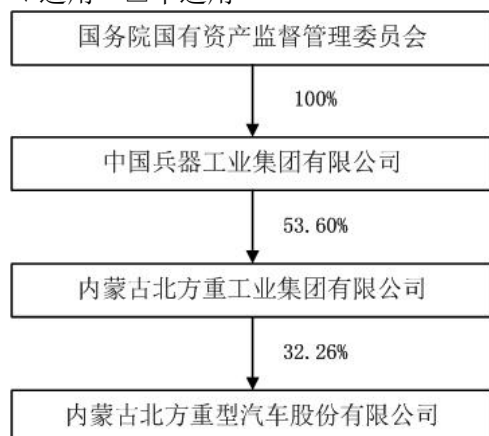 国务院国有资产监督管理委员会
100%
中国兵器工业集团有限公司
53.60%
内蒙古北方重工业集团有限公司
32.26%
内蒙古北方重型汽车股份有限公司